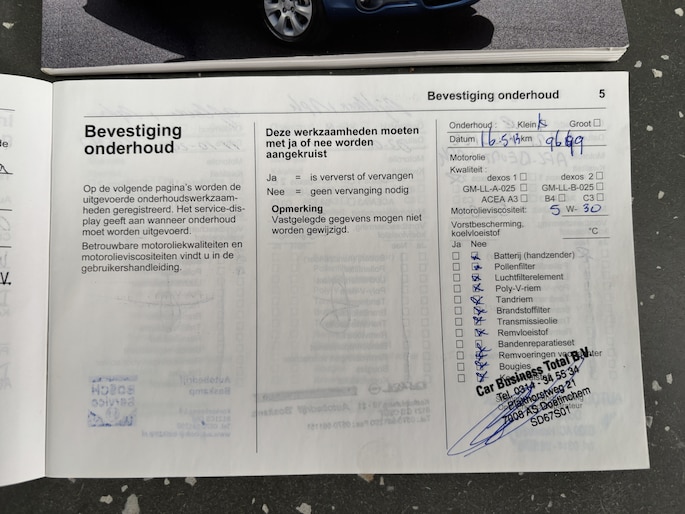 Bevestiging onderhoud 5
Bevestiging
onderhoud
Op de volgende pagina's worden de
uitgevoerde onderhoudswerkzaam-
heden geregistreerd. Het service-dis-
play geeft aan wanneer onderhoud
moet worden uitgevoerd.
Betrouwbare motoroliekwaliteiten en
motorolieviscositeiten vindt u in de
gebruikershandleiding.
Deze werkzaamheden moeten
met ja of nee worden
aangekruist
Ja = is ververst of vervangen
Nee = geen vervanging nodig
Opmerking
Vastgelegde gegevens mogen niet
worden gewijzigd.
Onderhoud: Klein Groot
Datum 16.5 km
Motorolie
Kwaliteit:
dexos 1 dexos 2
GM-LL-A-025 GM-LL-B-025
ACEA A3 B4 C3
Motorolieviscositeit: 5 W- 30
Vorstbescherming,
koelvloeistof °C
Ja Nee
Batterij (handzender)
Pollenfilter
Luchtfilterelement
Poly-V-riem
Tandriem
Brandstoffilter
Transmissieolie
Remvloeistof
Bandenreparatieset
Remvoeringen
Bougies
Car Business Total B.V.
Tel. 0314 - 34 55 34
Plakhorstweg 21
7008 AS Doetinchem
SD67S01